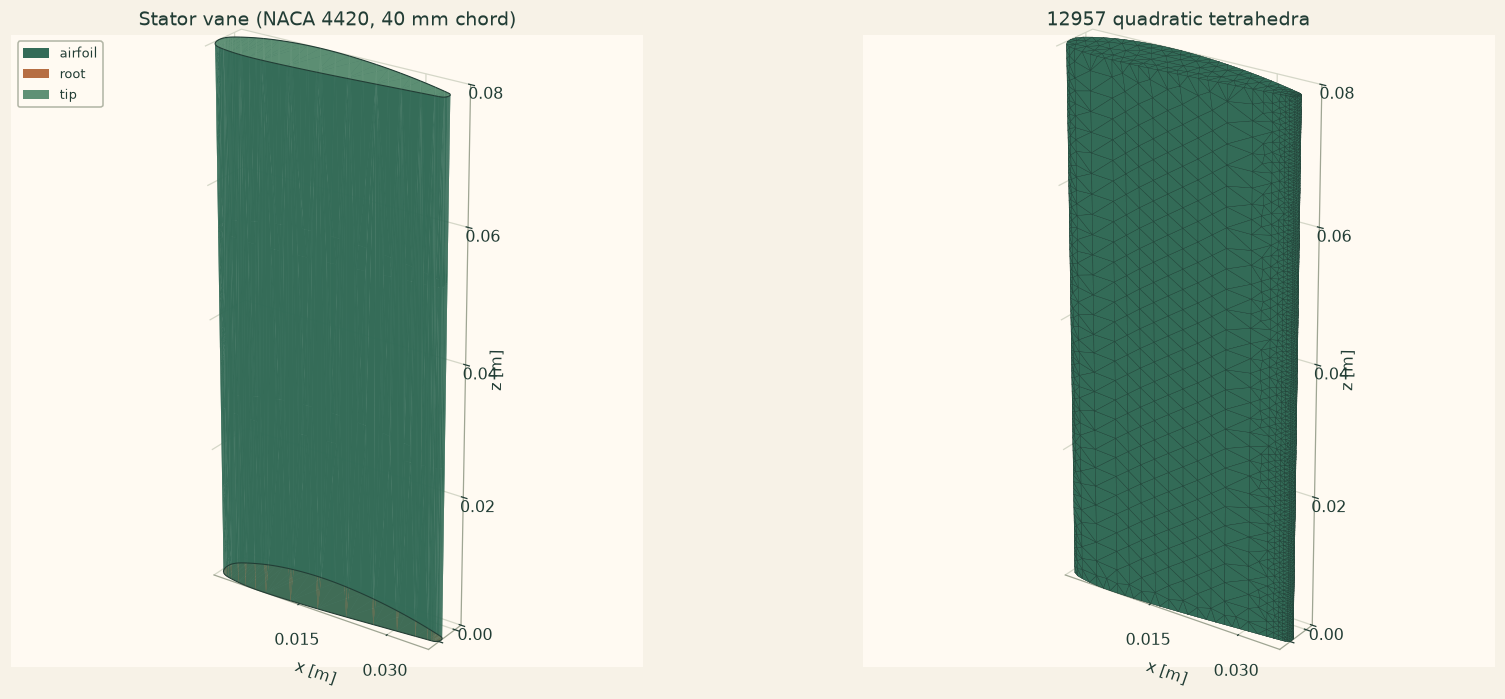 Stator vane (NACA 4420, 40 mm chord)
airfoil
root
tip
0.08
0.06
0.04
z [m]
0.02
0.00
0.015
0.030
x [m]
12957 quadratic tetrahedra
0.08
0.06
0.04
z [m]
0.02
0.00
0.015
0.030
x [m]